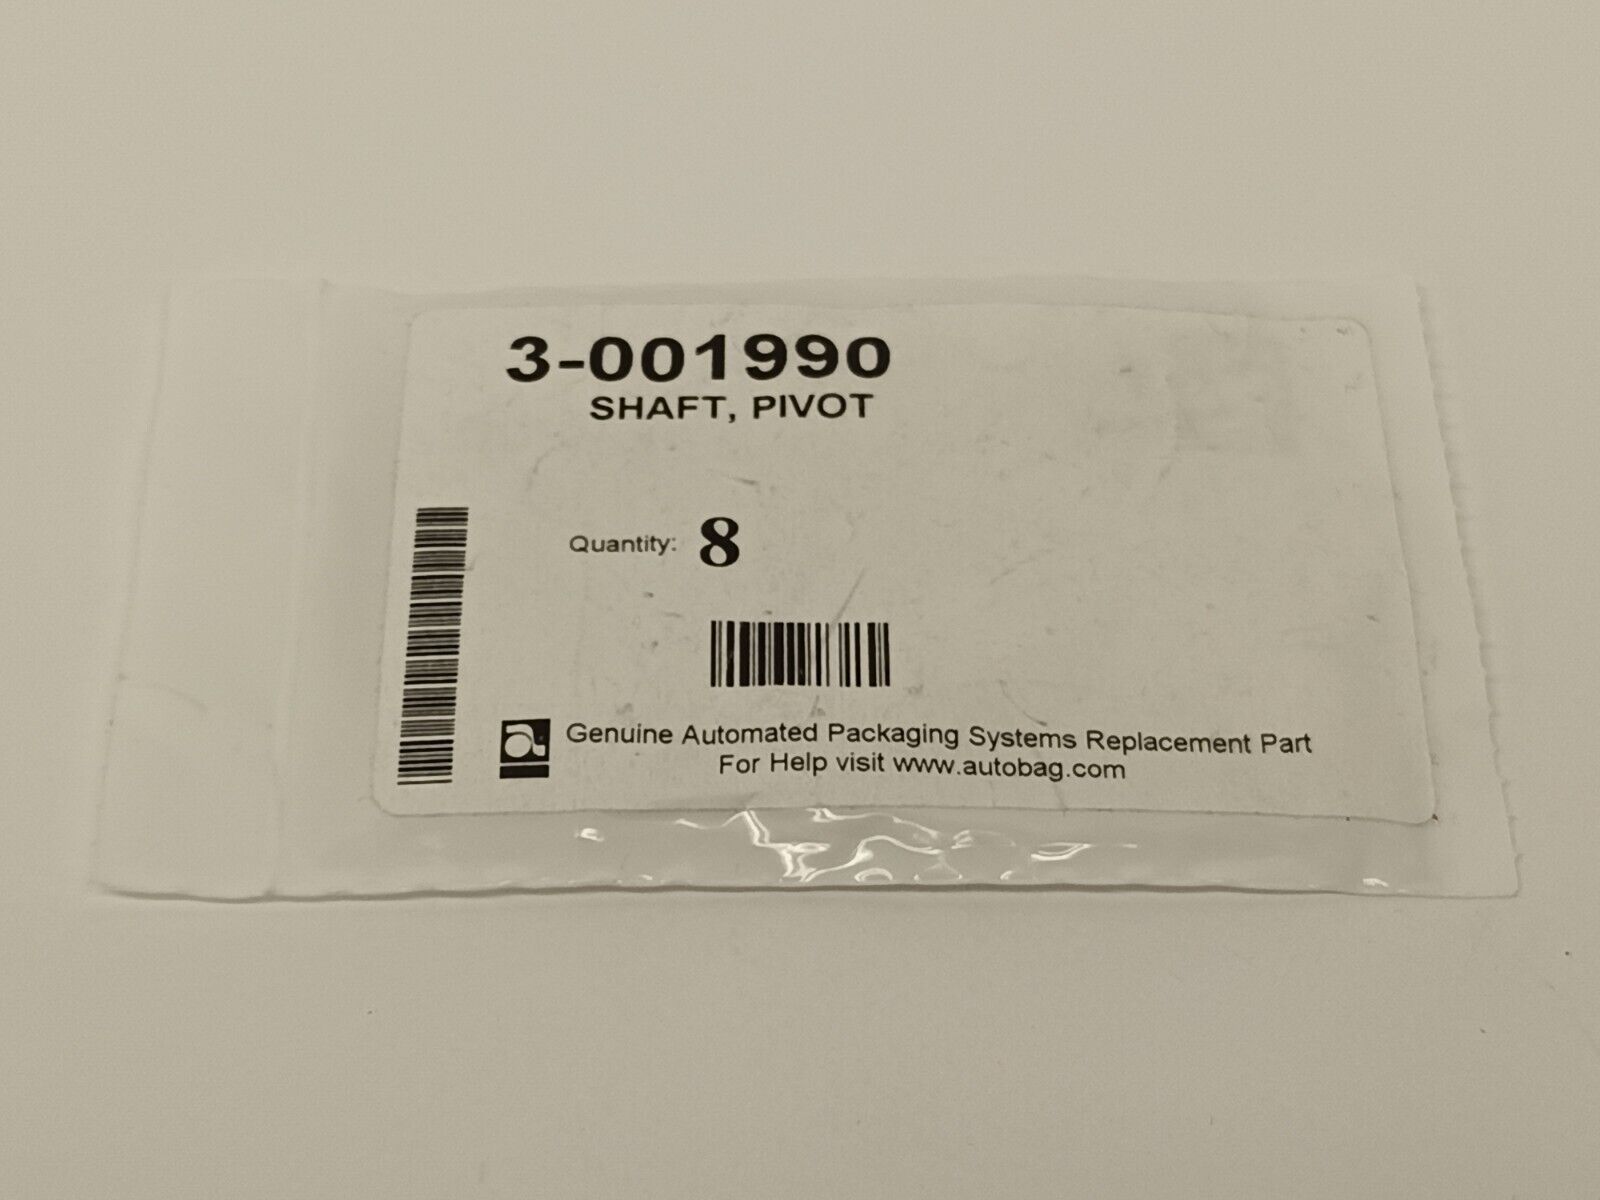 3-001990
SHAFT, PIVOT
Quantity: 8
a
Genuine Automated Packaging Systems Replacement Part
For Help visit www.autobag.com